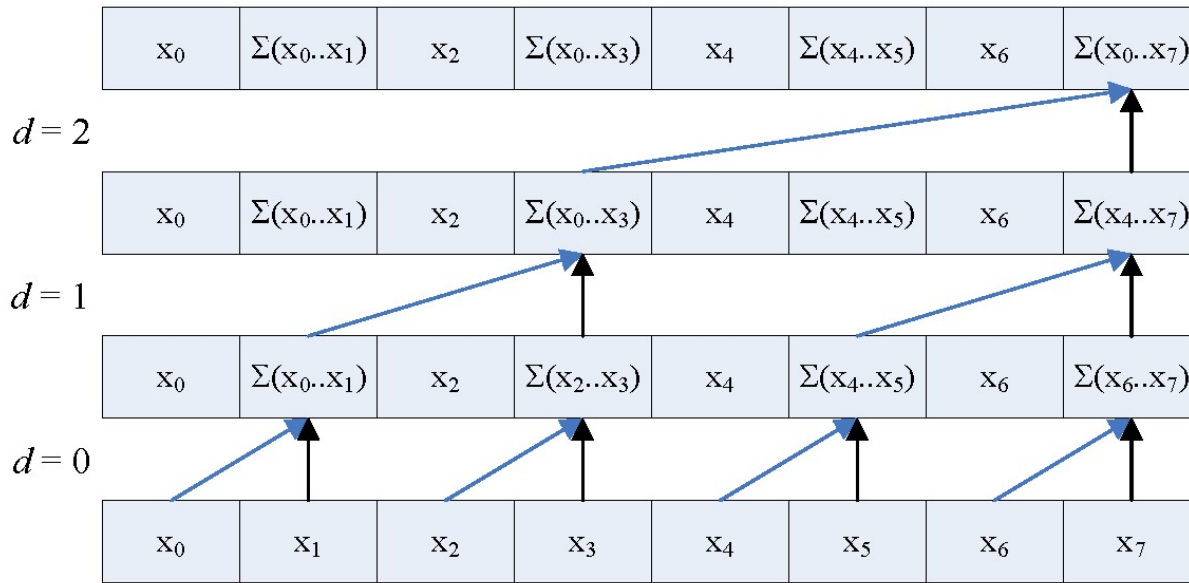 x₀ Σ(x₀..x₁) x₂ Σ(x₀..x₃) x₄ Σ(x₄..x₅) x₆ Σ(x₀..x₇)
d = 2
x₀ Σ(x₀..x₁) x₂ Σ(x₀..x₃) x₄ Σ(x₄..x₅) x₆ Σ(x₄..x₇)
d = 1
x₀ Σ(x₀..x₁) x₂ Σ(x₂..x₃) x₄ Σ(x₄..x₅) x₆ Σ(x₆..x₇)
d = 0
x₀ x₁ x₂ x₃ x₄ x₅ x₆ x₇